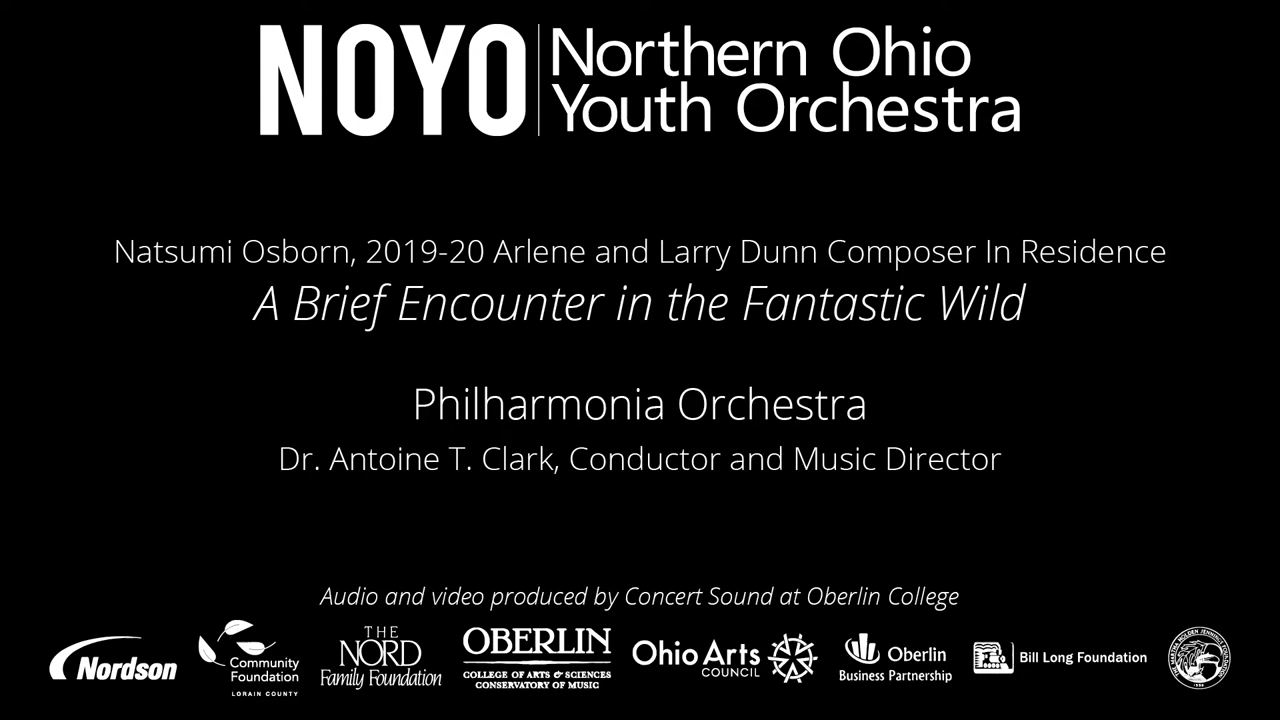 NOYO
Northern Ohio
Youth Orchestra
Natsumi Osborn, 2019-20 Arlene and Larry Dunn Composer In Residence
A Brief Encounter in the Fantastic Wild
Philharmonia Orchestra
Dr. Antoine T. Clark, Conductor and Music Director
Audio and video produced by Concert Sound at Oberlin College
Nordson
Community
Foundation
LORAIN COUNTY
THE
NORD
Family Foundation
OBERLIN
COLLEGE OF ARTS & SCIENCES
CONSERVATORY OF MUSIC
Ohio Arts
COUNCIL
Oberlin
Business Partnership
Bill Long Foundation